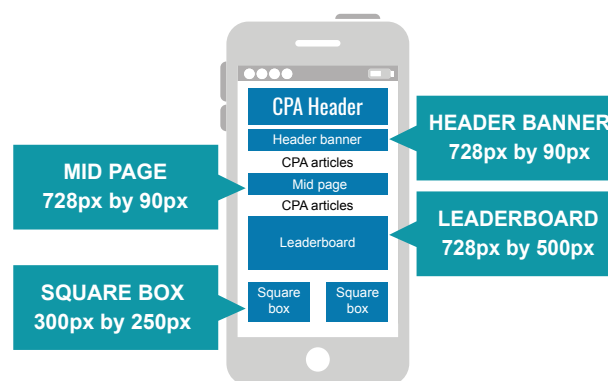 CPA Header
Header banner
CPA articles
Mid page
CPA articles
Leaderboard
Square
box
Square
box
MID PAGE
728px by 90px
SQUARE BOX
300px by 250px
HEADER BANNER
728px by 90px
LEADERBOARD
728px by 500px